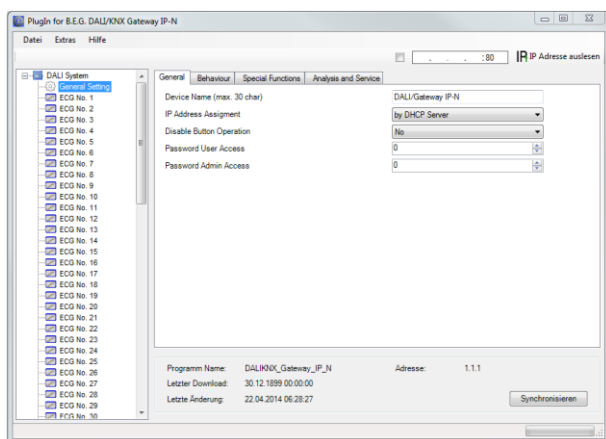 PlugIn for B.E.G. DALI/KNX Gateway IP-N
Datei Extras Hilfe
. . . :80 IP IP Adresse auslesen
DALI System
General Setting
ECG No. 1
ECG No. 2
ECG No. 3
ECG No. 4
ECG No. 5
ECG No. 6
ECG No. 7
ECG No. 8
ECG No. 9
ECG No. 10
ECG No. 11
ECG No. 12
ECG No. 13
ECG No. 14
ECG No. 15
ECG No. 16
ECG No. 17
ECG No. 18
ECG No. 19
ECG No. 20
ECG No. 21
ECG No. 22
ECG No. 23
ECG No. 24
ECG No. 25
ECG No. 26
ECG No. 27
ECG No. 28
ECG No. 29
ECG No. 30
General Behaviour Special Functions Analysis and Service
Device Name (max. 30 char) DALI/Gateway IP-N
IP Address Assigment by DHCP Server
Disable Button Operation No
Password User Access 0
Password Admin Access 0
Programm Name: DALIKNX_Gateway_IP_N Adresse: 1.1.1
Letzter Download: 30.12.1899 00:00:00
Letzte Änderung: 22.04.2014 06:28:27 Synchronisieren